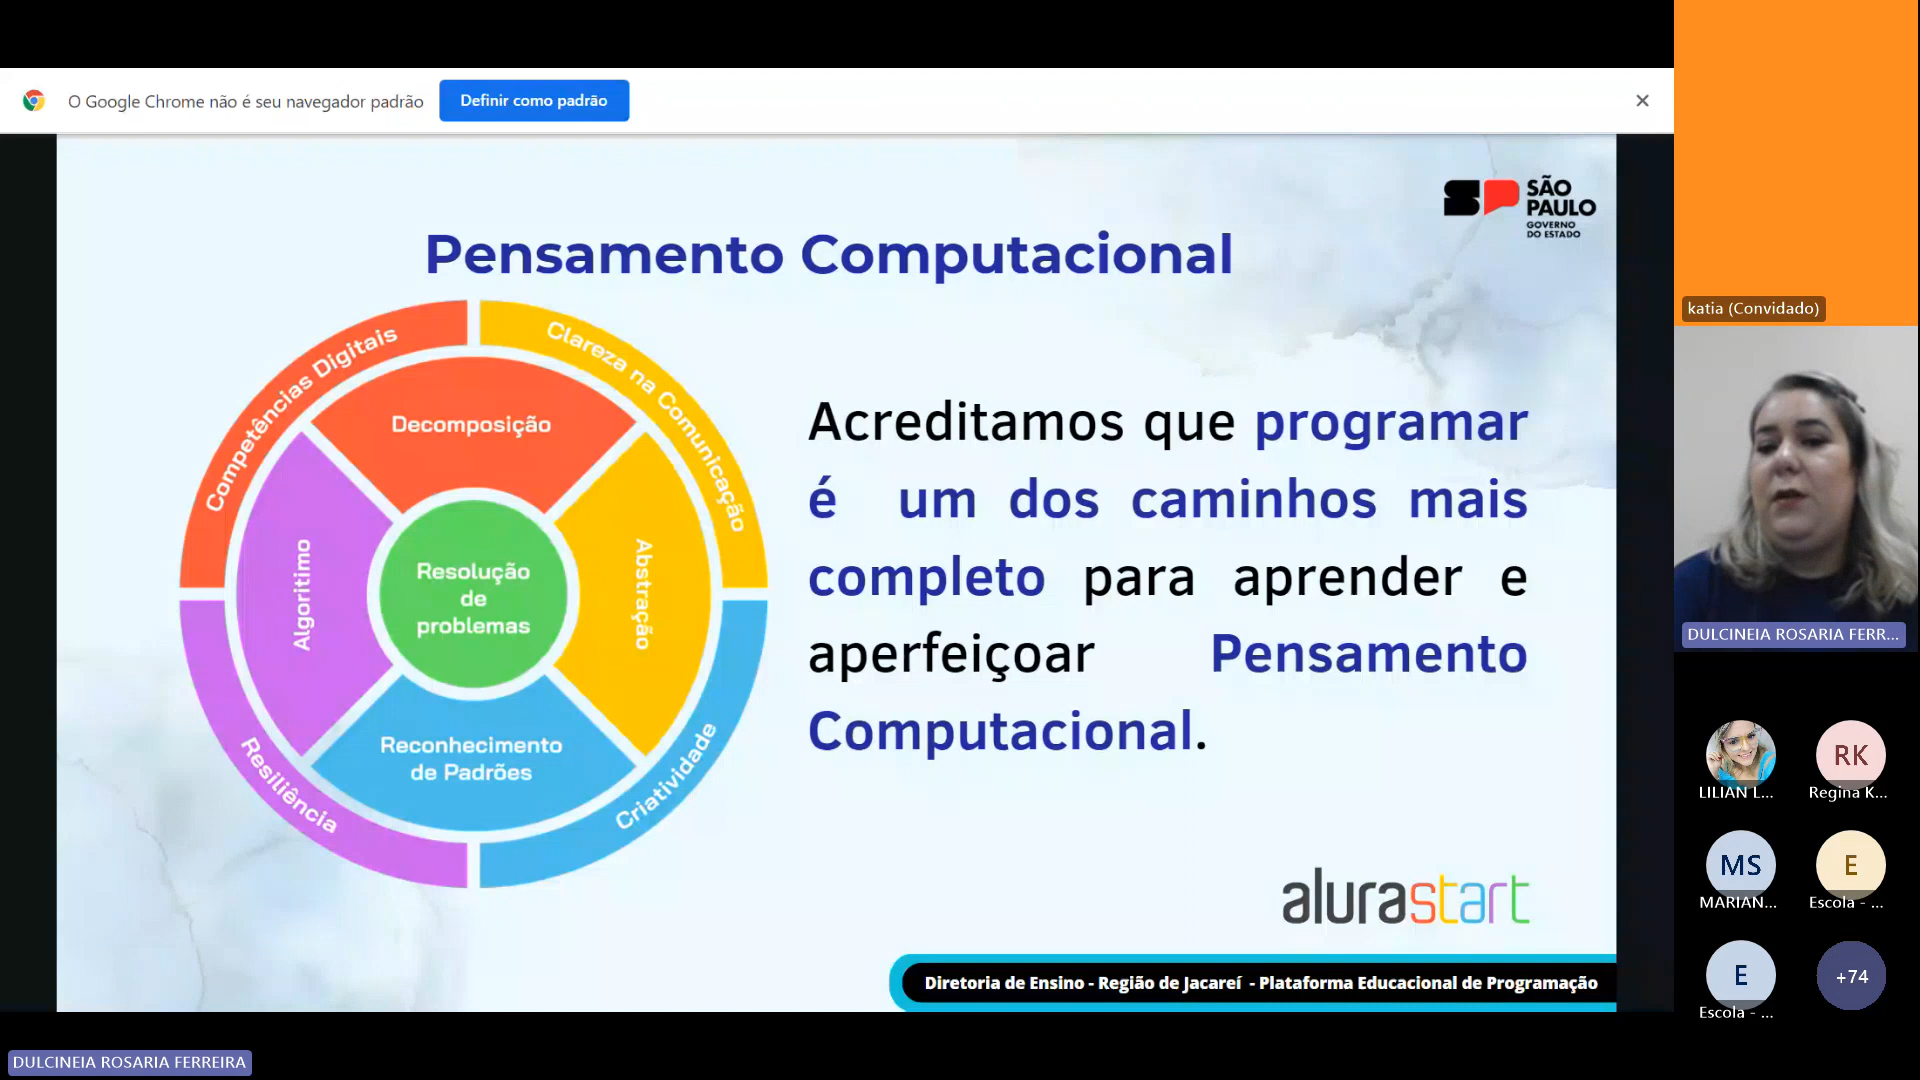 O Google Chrome não é seu navegador padrão
Definir como padrão
SÃO
PAULO
GOVERNO
DO ESTADO
Pensamento Computacional
Competências Digitais
Clareza na Comunicação
Decomposição
Algoritimo
Resolução
de
problemas
Abstração
Reconhecimento
de Padrões
Resiliência
Criatividade
Acreditamos que programar
é um dos caminhos mais
completo para aprender e
aperfeiçoar Pensamento
Computacional.
alurastart
Diretoria de Ensino - Região de Jacareí - Plataforma Educacional de Programação
DULCINEIA ROSARIA FERREIRA
katia (Convidado)
DULCINEIA ROSARIA FERR...
LILIAN L...
RK
Regina K...
MS
MARIAN...
E
Escola - ...
E
Escola - ...
+74